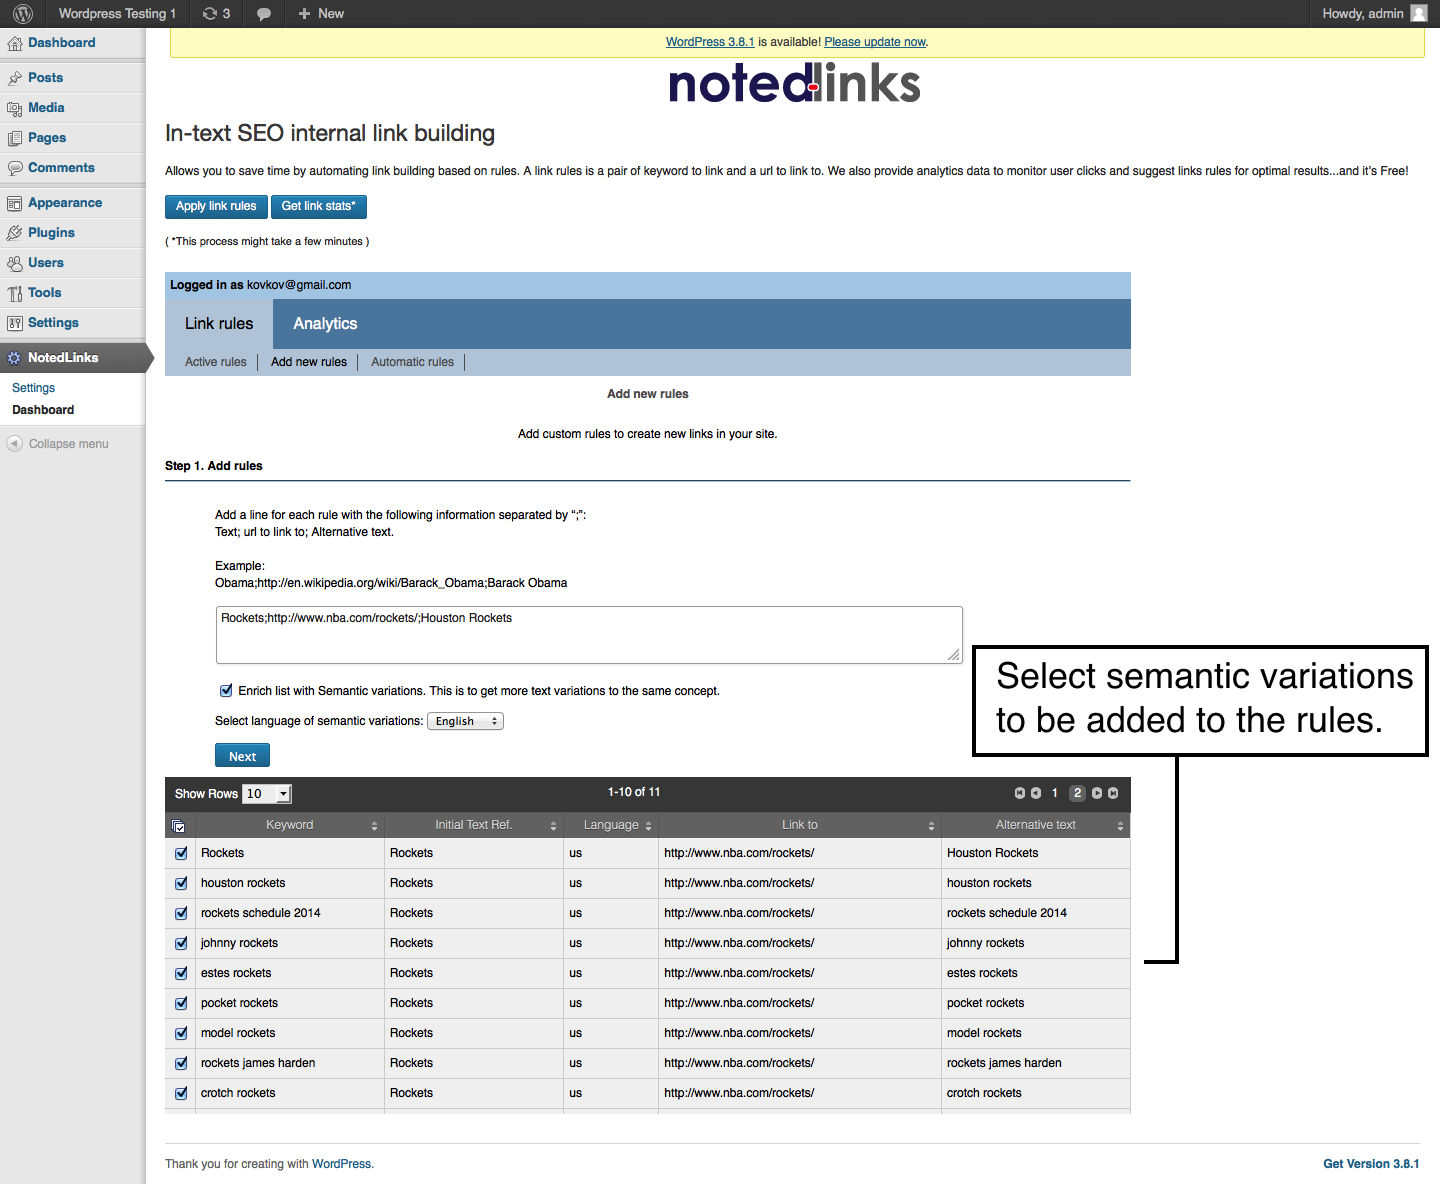 Wordpress Testing 1 3 New Howdy, admin
WordPress 3.8.1 is available! Please update now.
Dashboard
Posts
Media
Pages
Comments
Appearance
Plugins
Users
Tools
Settings
NotedLinks
Settings
Dashboard
Collapse menu
notedlinks
In-text SEO internal link building
Allows you to save time by automating link building based on rules. A link rules is a pair of keyword to link and a url to link to. We also provide analytics data to monitor user clicks and suggest links rules for optimal results...and it's Free!
Apply link rules Get link stats*
( *This process might take a few minutes )
Logged in as kovkov@gmail.com
Link rules Analytics
Active rules Add new rules Automatic rules
Add new rules
Add custom rules to create new links in your site.
Step 1. Add rules
Add a line for each rule with the following information separated by “;”:
Text; url to link to; Alternative text.
Example:
Obama;http://en.wikipedia.org/wiki/Barack_Obama;Barack Obama
Rockets;http://www.nba.com/rockets/;Houston Rockets
Enrich list with Semantic variations. This is to get more text variations to the same concept.
Select language of semantic variations: English
Next
Select semantic variations
to be added to the rules.
Show Rows 10 1-10 of 11 1 2
Keyword Initial Text Ref. Language Link to Alternative text
Rockets Rockets us http://www.nba.com/rockets/ Houston Rockets
houston rockets Rockets us http://www.nba.com/rockets/ houston rockets
rockets schedule 2014 Rockets us http://www.nba.com/rockets/ rockets schedule 2014
johnny rockets Rockets us http://www.nba.com/rockets/ johnny rockets
estes rockets Rockets us http://www.nba.com/rockets/ estes rockets
pocket rockets Rockets us http://www.nba.com/rockets/ pocket rockets
model rockets Rockets us http://www.nba.com/rockets/ model rockets
rockets james harden Rockets us http://www.nba.com/rockets/ rockets james harden
crotch rockets Rockets us http://www.nba.com/rockets/ crotch rockets
Thank you for creating with WordPress. Get Version 3.8.1